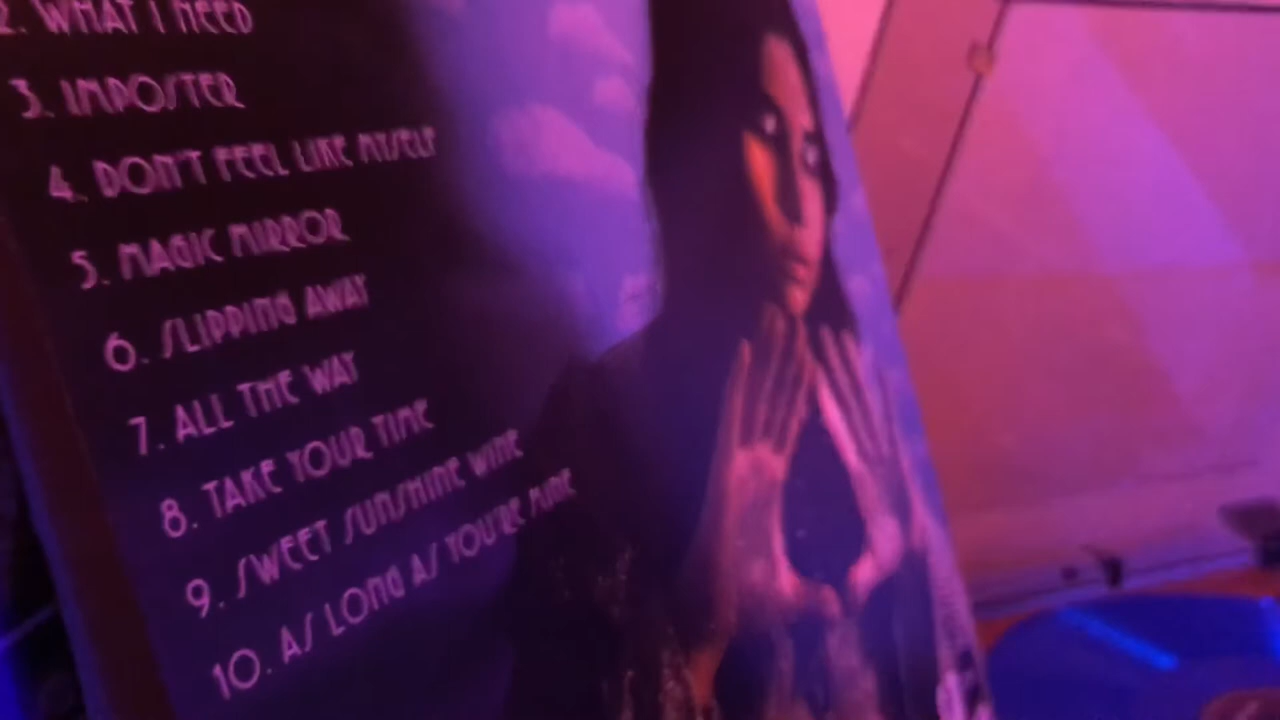 2. WHAT I NEED
3. IMPOSTER
4. DON'T FEEL LIKE MYSELF
5. MAGIC MIRROR
6. SLIPPING AWAY
7. ALL THE WAY
8. TAKE YOUR TIME
9. SWEET SUNSHINE WINE
10. AS LONG AS YOU'RE MINE